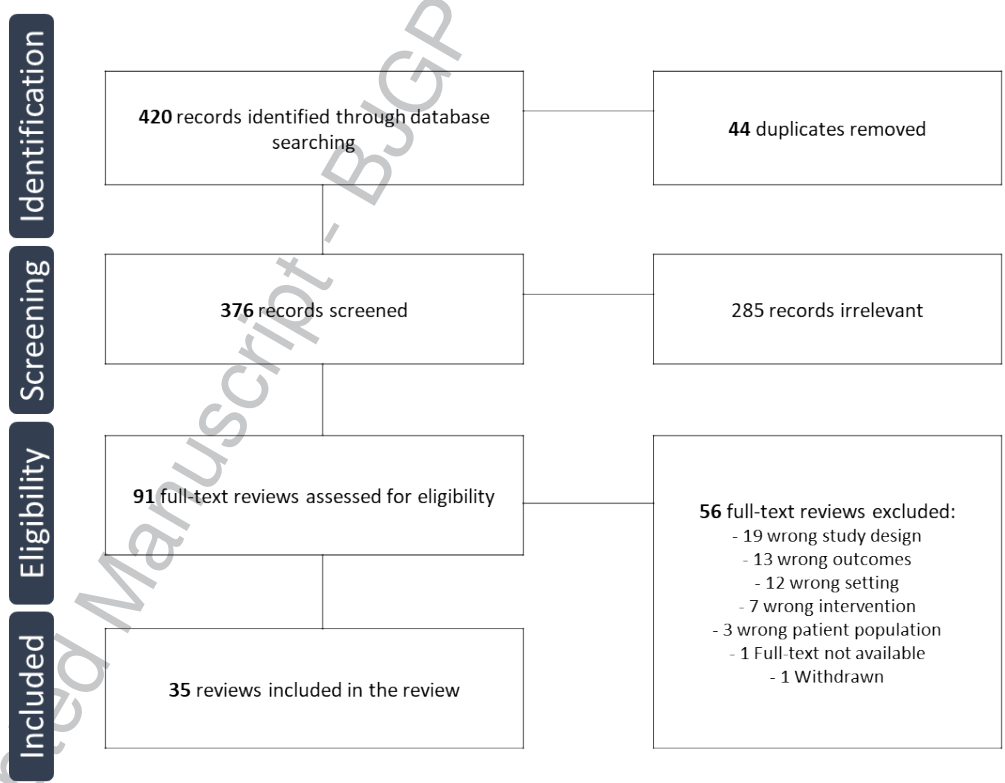 Identification
420 records identified through database
searching
44 duplicates removed
Screening
376 records screened
285 records irrelevant
Eligibility
91 full-text reviews assessed for eligibility
56 full-text reviews excluded:
- 19 wrong study design
- 13 wrong outcomes
- 12 wrong setting
- 7 wrong intervention
- 3 wrong patient population
- 1 Full-text not available
- 1 Withdrawn
Included
35 reviews included in the review
Manuscript - BJGP